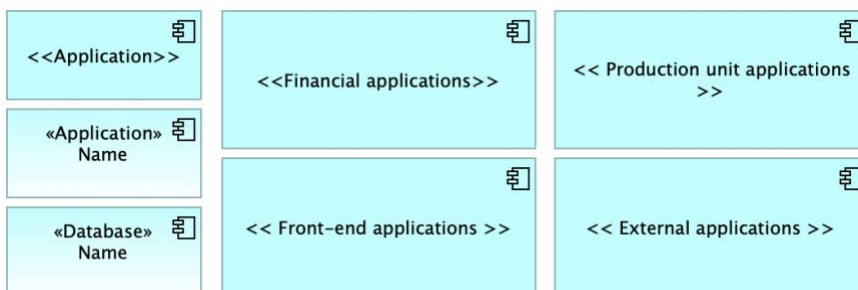 <<Application>>
«Application»
Name
«Database»
Name
<<Financial applications>>
<< Front-end applications >>
<< Production unit applications
>>
<< External applications >>